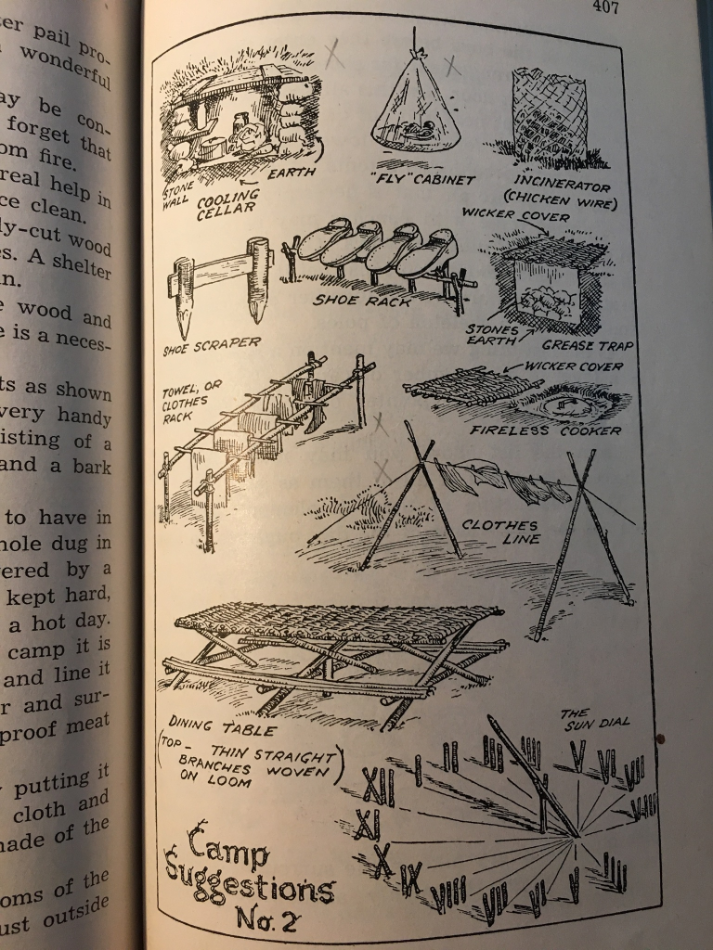 ter pail pro-
wonderful
ay be con-
forget that
om fire.
real help in
ce clean.
ly-cut wood
es. A shelter
n.
e wood and
e is a neces-
ts as shown
very handy
isting of a
and a bark
to have in
hole dug in
ered by a
kept hard,
a hot day.
camp it is
and line it
r and sur-
proof meat
putting it
cloth and
nade of the
oms of the
ust outside
407
STONE
WALL
COOLING
CELLAR
EARTH
"FLY" CABINET
INCINERATOR
(CHICKEN WIRE)
SHOE SCRAPER
SHOE RACK
WICKER COVER
STONES
EARTH
GREASE TRAP
TOWEL, OR
CLOTHES
RACK
WICKER COVER
FIRELESS COOKER
CLOTHES
LINE
DINING TABLE
(TOP- THIN STRAIGHT
BRANCHES WOVEN
ON LOOM)
THE
SUN DIAL
I II III IIII V VI VII VIII
XII
XI
X
IX VIII VII VI V IIII
Camp
Suggestions
No. 2